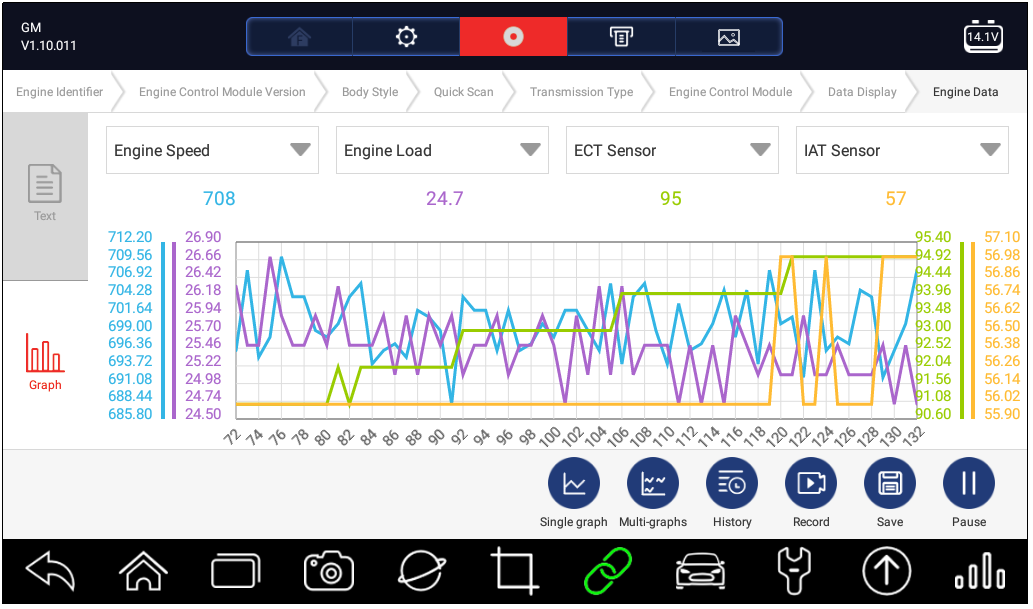 GM
V1.10.011
14.1V
Engine Identifier
Engine Control Module Version
Body Style
Quick Scan
Transmission Type
Engine Control Module
Data Display
Engine Data
Text
Graph
Engine Speed
Engine Load
ECT Sensor
IAT Sensor
708
24.7
95
57
712.20
709.56
706.92
704.28
701.64
699.00
696.36
693.72
691.08
688.44
685.80
26.90
26.66
26.42
26.18
25.94
25.70
25.46
25.22
24.98
24.74
24.50
95.40
94.92
94.44
93.96
93.48
93.00
92.52
92.04
91.56
91.08
90.60
57.10
56.98
56.86
56.74
56.62
56.50
56.38
56.26
56.14
56.02
55.90
72 74 76 78 80 82 84 86 88 90 92 94 96 98 100 102 104 106 108 110 112 114 116 118 120 122 124 126 128 130 132
Single graph
Multi-graphs
History
Record
Save
Pause